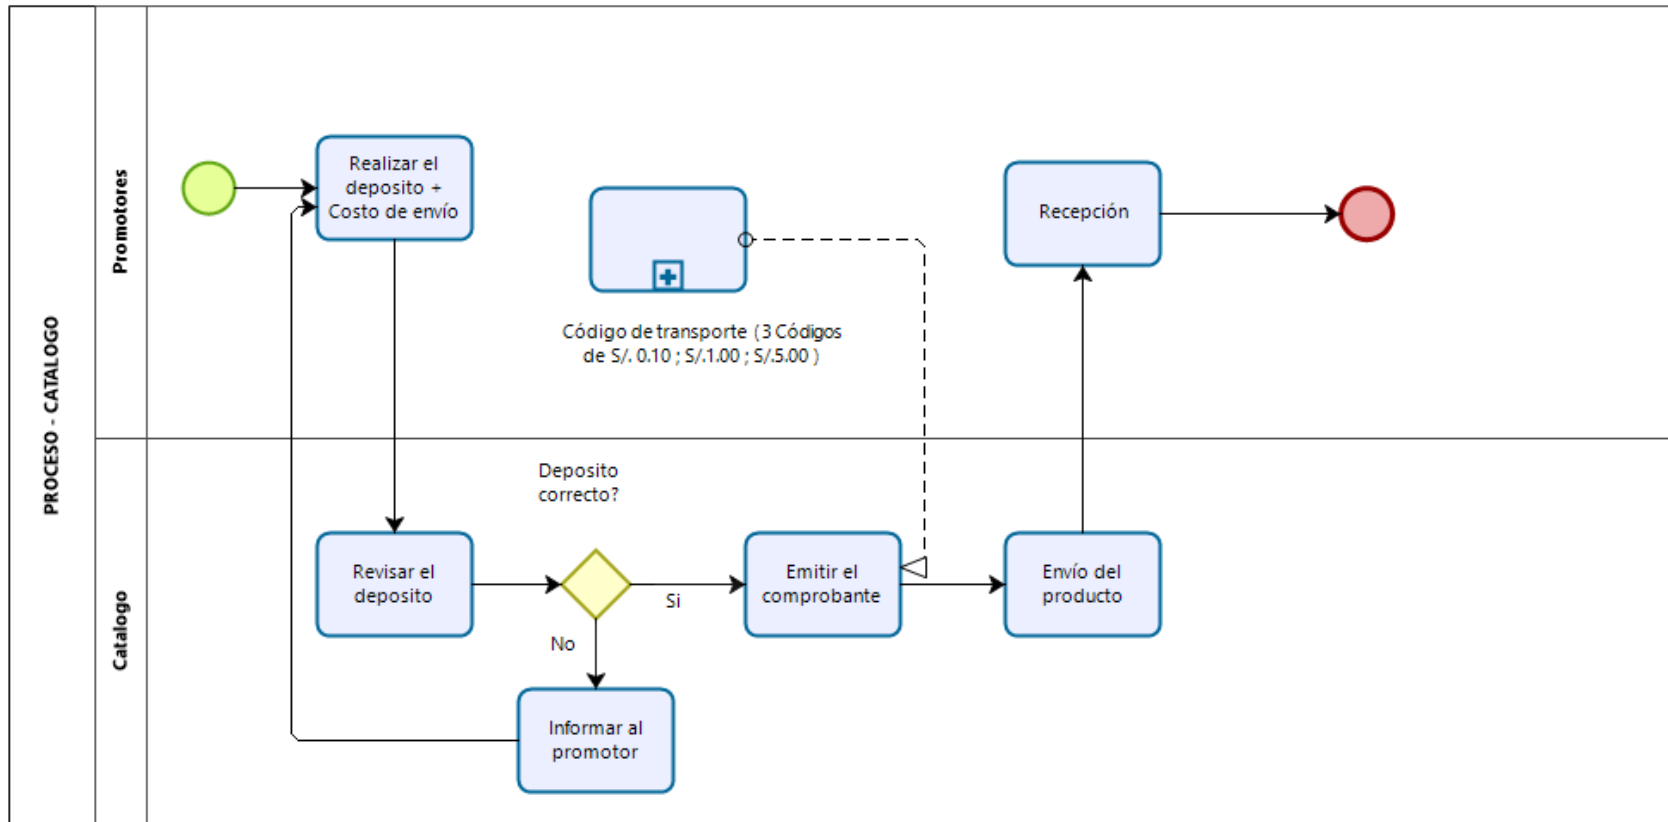 PROCESO - CATALOGO
Promotores
Realizar el
deposito +
Costo de envío
Código de transporte ( 3 Códigos
de S/. 0.10 ; S/.1.00 ; S/.5.00 )
Recepción
Catalogo
Revisar el
deposito
Deposito
correcto?
Si
No
Informar al
promotor
Emitir el
comprobante
Envío del
producto